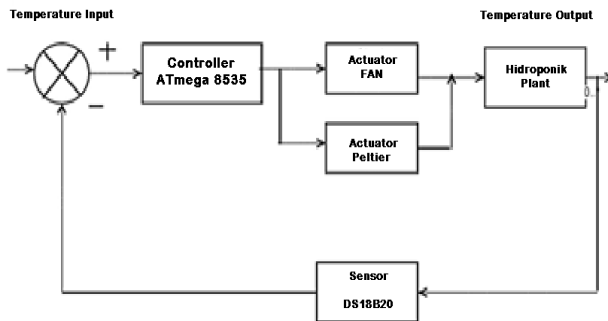 Temperature Input
Temperature Output
+
−
Controller
ATmega 8535
Actuator
FAN
Actuator
Peltier
Hidroponik
Plant
Sensor
DS18B20